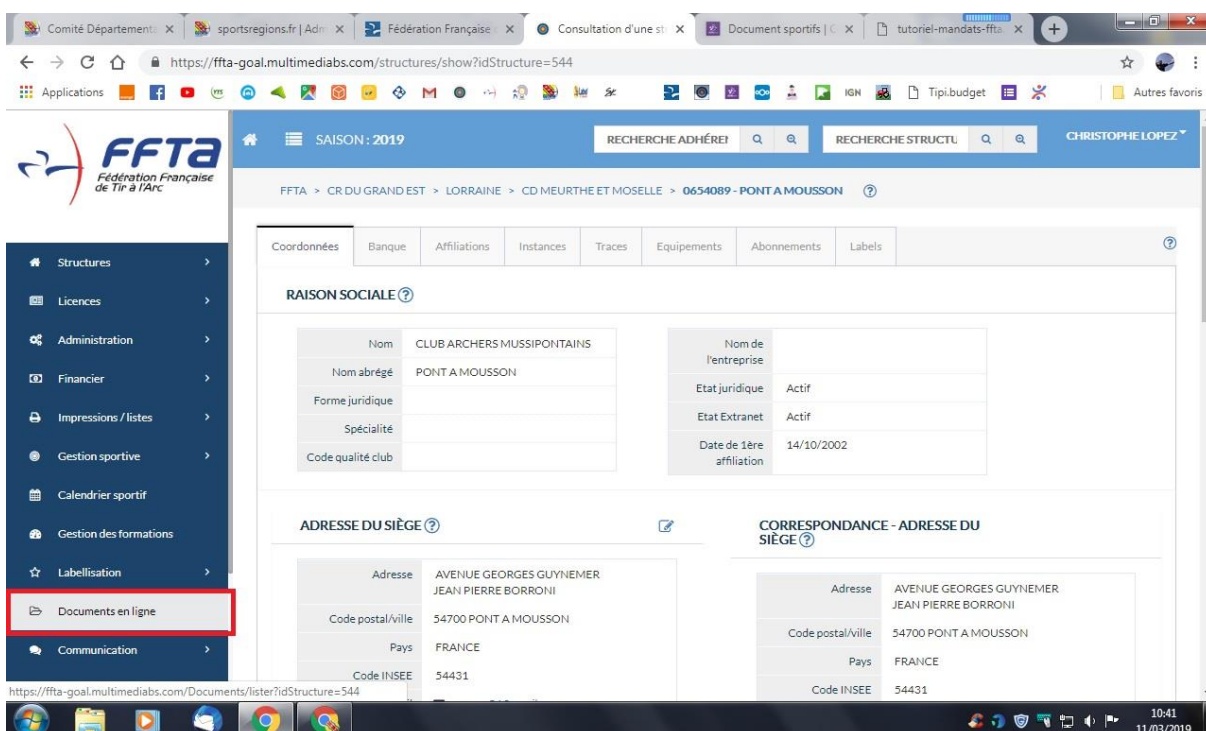 Comité Département
sportsregions.fr | Adm
Fédération Française
Consultation d'une st
Document sportifs | C
tutoriel-mandats-ffta
https://ffta-goal.multimediabs.com/structures/show?idStructure=544
Applications
IGN
Tipi.budget
Autres favoris
FFTA
Fédération Française
de Tir à l'Arc
SAISON : 2019
RECHERCHE ADHÉREI
RECHERCHE STRUCTU
CHRISTOPHE LOPEZ
FFTA > CR DU GRAND EST > LORRAINE > CD MEURTHE ET MOSELLE > 0654089 - PONT A MOUSSON
Coordonnées
Banque
Affiliations
Instances
Traces
Equipements
Abonnements
Labels
Structures
Licences
Administration
Financier
Impressions / listes
Gestion sportive
Calendrier sportif
Gestion des formations
Labellisation
Documents en ligne
Communication
RAISON SOCIALE
Nom CLUB ARCHERS MUSSIPONTAINS
Nom abrégé PONT A MOUSSON
Forme juridique
Spécialité
Code qualité club
Nom de
l'entreprise
Etat juridique Actif
Etat Extranet Actif
Date de 1ère 14/10/2002
affiliation
ADRESSE DU SIÈGE
Adresse AVENUE GEORGES GUYNEMER
JEAN PIERRE BORRONI
Code postal/ville 54700 PONT A MOUSSON
Pays FRANCE
Code INSEE 54431
CORRESPONDANCE - ADRESSE DU
SIÈGE
Adresse AVENUE GEORGES GUYNEMER
JEAN PIERRE BORRONI
Code postal/ville 54700 PONT A MOUSSON
Pays FRANCE
Code INSEE 54431
https://ffta-goal.multimediabs.com/Documents/lister?idStructure=544
10:41
11/03/2019